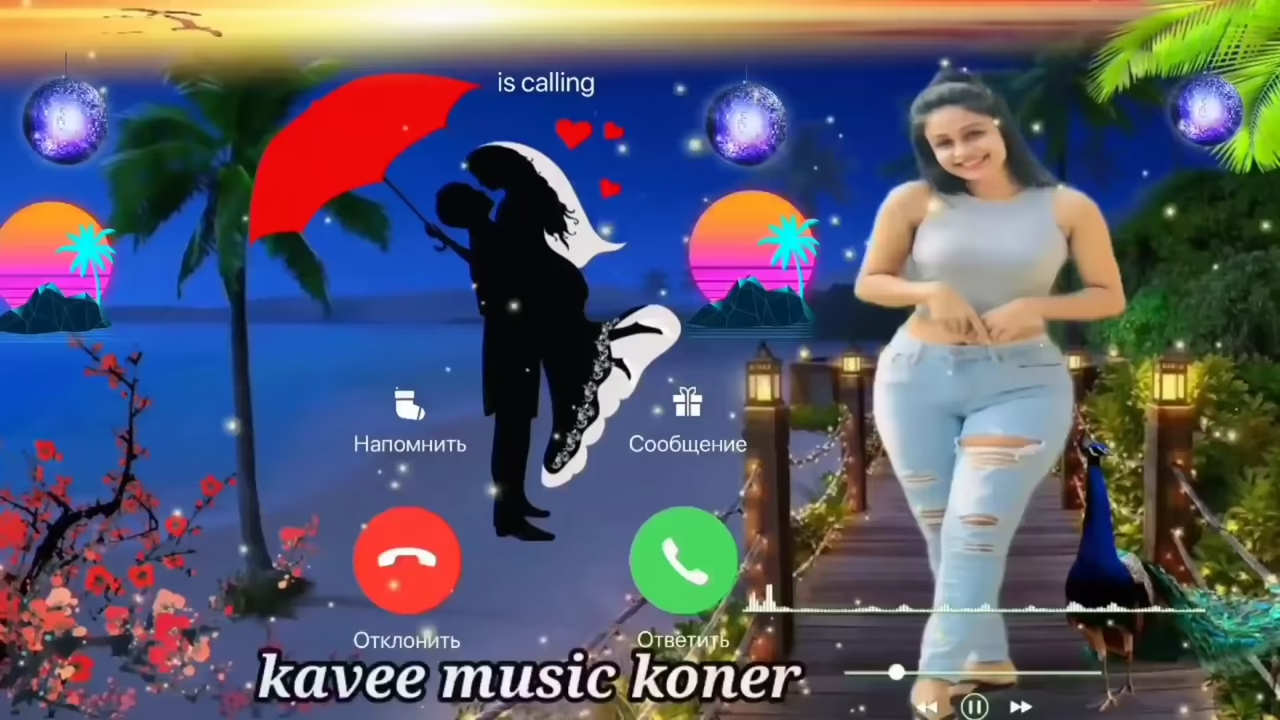 is calling
Напомнить
Сообщение
Отклонить
Ответить
kavee music koner